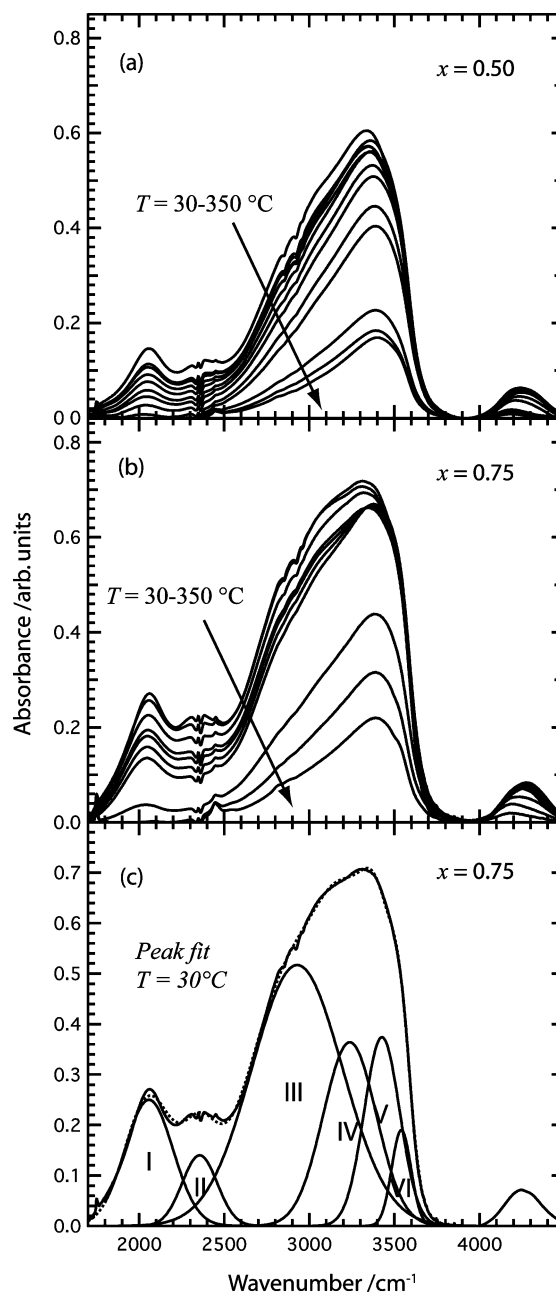 0.8
(a)
x = 0.50
0.6
T = 30-350 °C
0.4
0.2
0.0
0.8
(b)
x = 0.75
0.6
T = 30-350 °C
0.4
0.2
0.0
Absorbance /arb. units
(c)
x = 0.75
0.7
Peak fit
T = 30°C
0.6
0.5
0.4
0.3
0.2
0.1
0.0
I
II
III
IV
V
VI
2000 2500 3000 3500 4000
Wavenumber /cm⁻¹